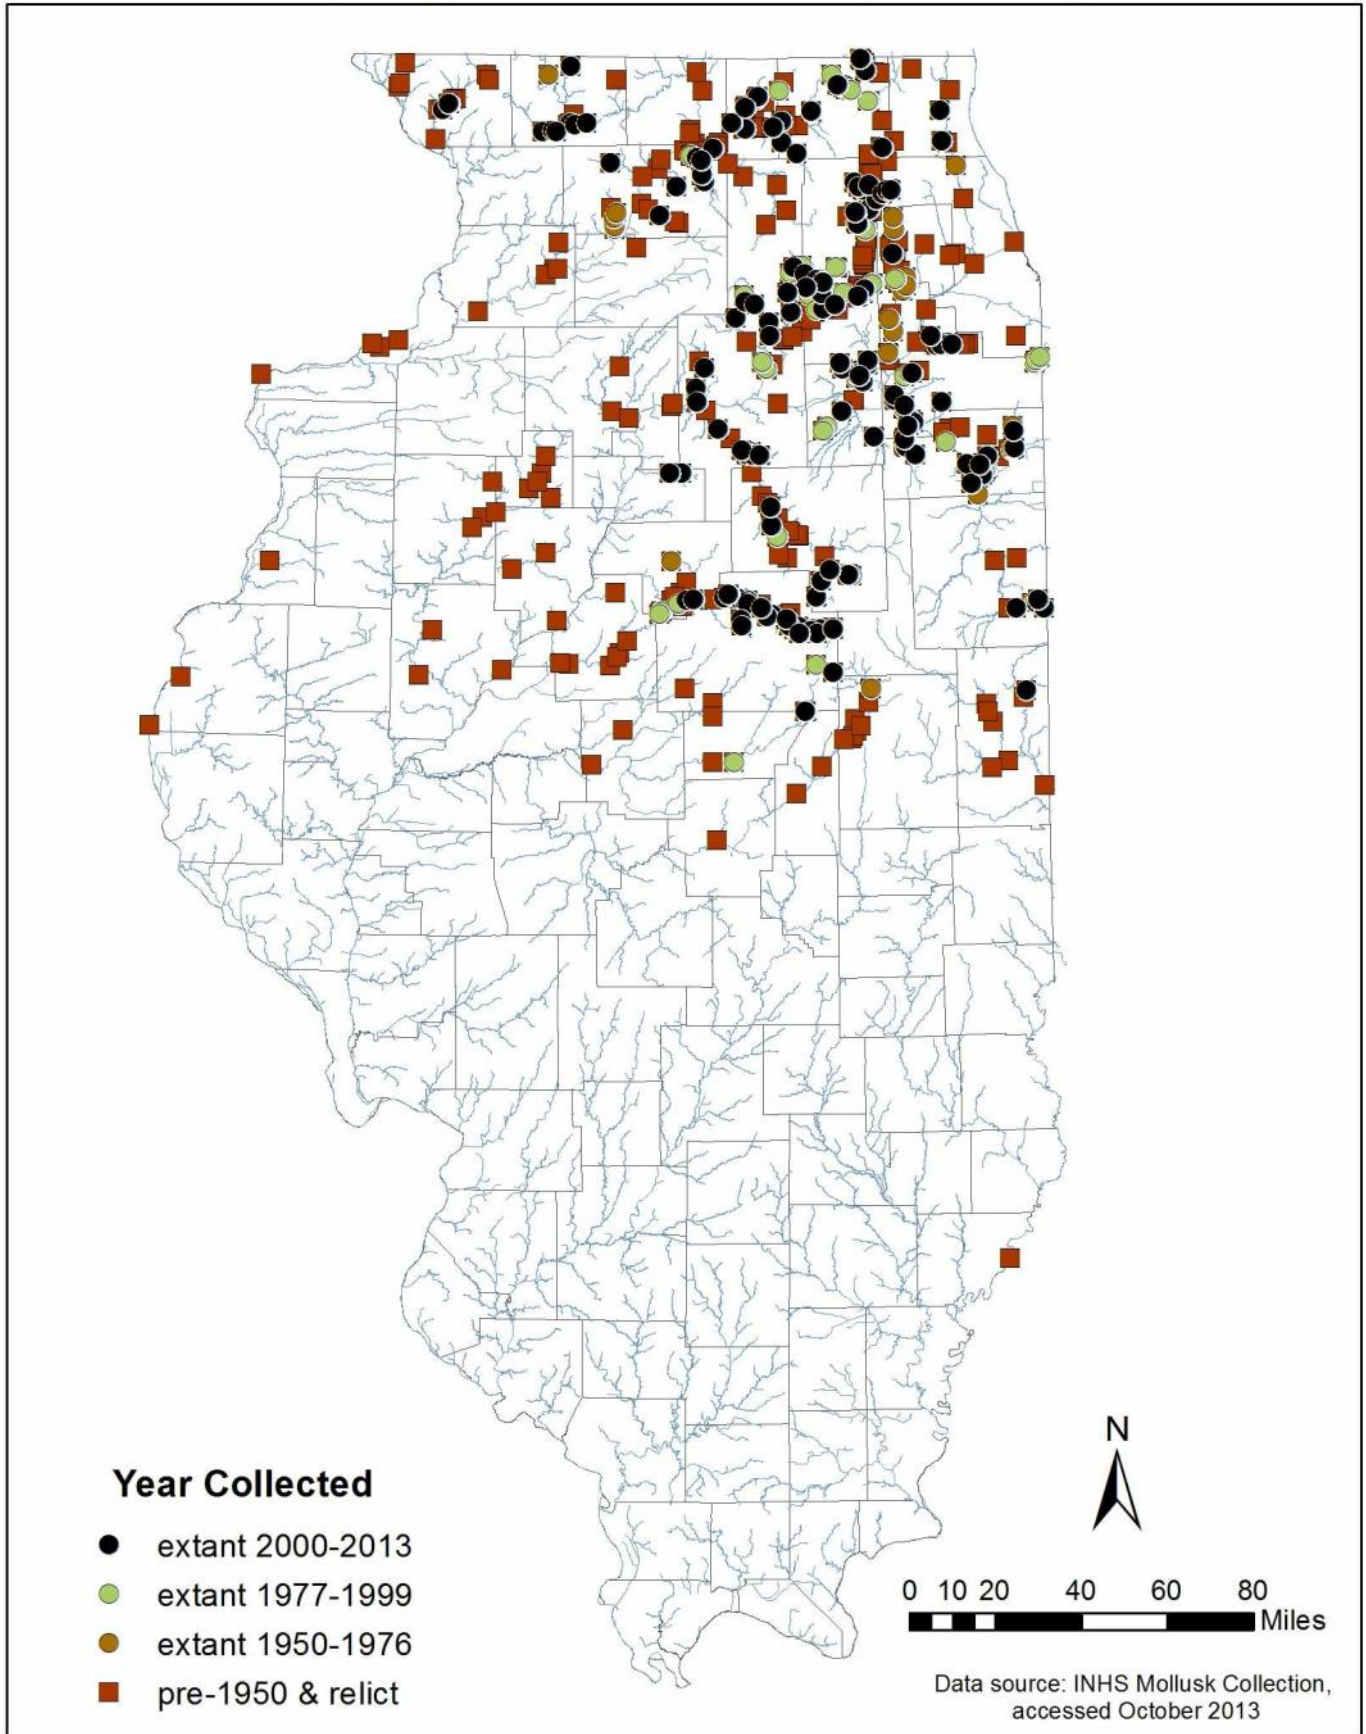 Year Collected
extant 2000-2013
extant 1977-1999
extant 1950-1976
pre-1950 & relict
N
0 10 20 40 60 80
Miles
Data source: INHS Mollusk Collection,
accessed October 2013